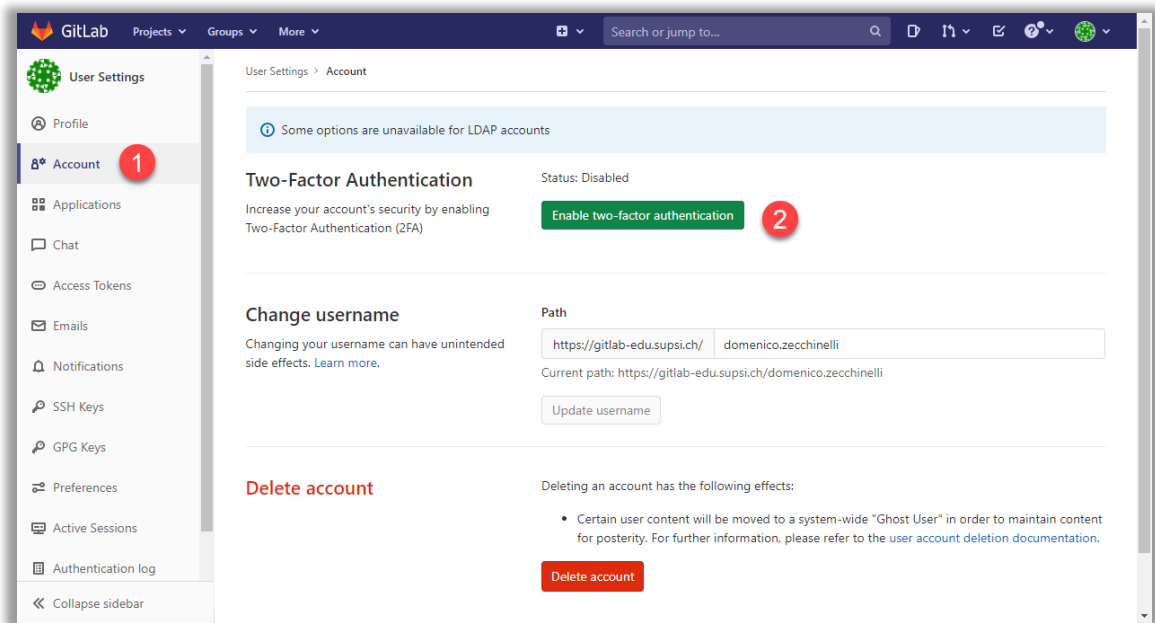 GitLab Projects Groups More Search or jump to...
User Settings
Profile
Account 1
Applications
Chat
Access Tokens
Emails
Notifications
SSH Keys
GPG Keys
Preferences
Active Sessions
Authentication log
Collapse sidebar
User Settings > Account
Some options are unavailable for LDAP accounts
Two-Factor Authentication
Increase your account's security by enabling
Two-Factor Authentication (2FA)
Status: Disabled
Enable two-factor authentication 2
Change username
Changing your username can have unintended
side effects. Learn more.
Path
https://gitlab-edu.supsi.ch/ domenico.zecchinelli
Current path: https://gitlab-edu.supsi.ch/domenico.zecchinelli
Update username
Delete account
Deleting an account has the following effects:
• Certain user content will be moved to a system-wide "Ghost User" in order to maintain content
for posterity. For further information, please refer to the user account deletion documentation.
Delete account